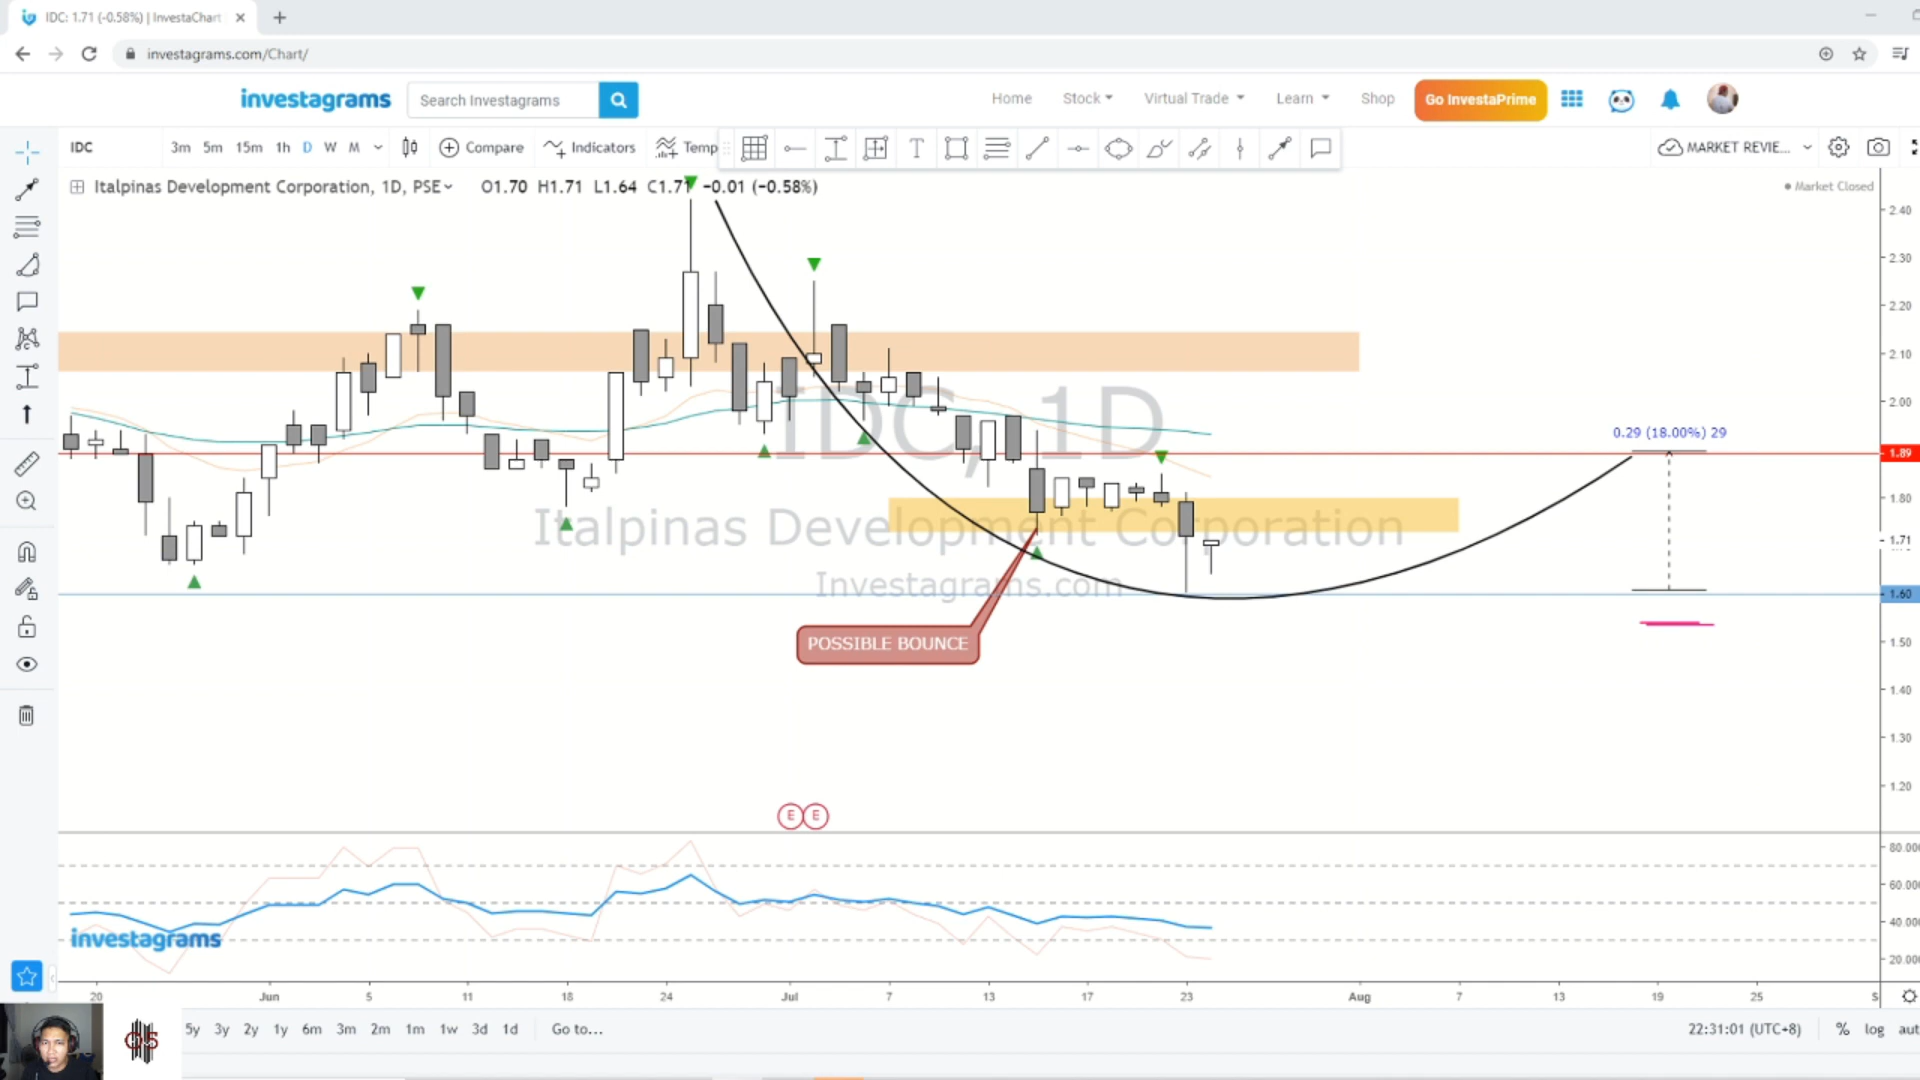 IDC: 1.71 (-0.58%) | InvestaChart
investagrams.com/Chart/
investagrams
Search Investagrams
Home
Stock
Virtual Trade
Learn
Shop
Go InvestaPrime
IDC
3m 5m 15m 1h D W M
Compare
Indicators
Temp
T
MARKET REVIE...
Italpinas Development Corporation, 1D, PSE
O1.70 H1.71 L1.64 C1.71 −0.01 (−0.58%)
Market Closed
2.40
2.30
2.20
2.10
2.00
IDC, 1D
0.29 (18.00%) 29
1.89
1.80
Italpinas Development Corporation
1.71
Investagrams.com
1.60
POSSIBLE BOUNCE
1.50
1.40
1.30
1.20
E E
80.000
60.000
40.000
investagrams
20.000
20 Jun 5 11 18 24 Jul 7 13 17 23 Aug 7 13 19 25 S
5y 3y 2y 1y 6m 3m 2m 1m 1w 3d 1d Go to...
22:31:01 (UTC+8) % log aut